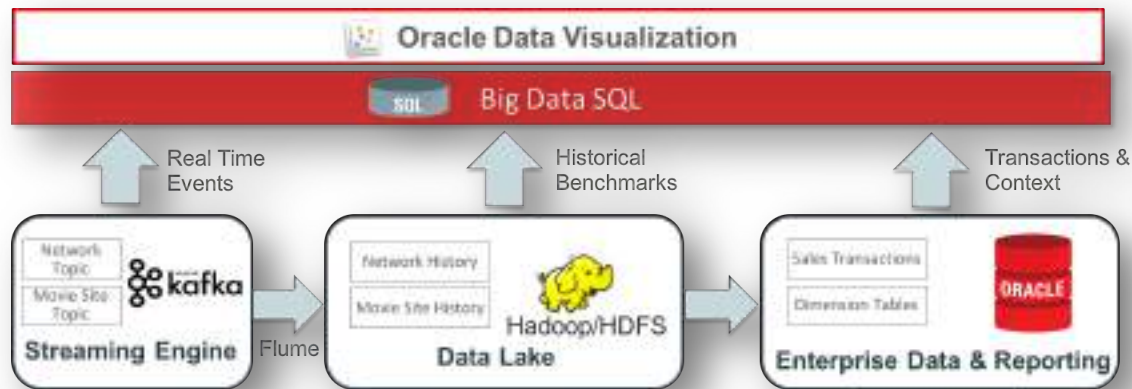 Oracle Data Visualization
SQL
Big Data SQL
Real Time
Events
Historical
Benchmarks
Transactions &
Context
Network
Topic
Movie Site
Topic
kafka
Streaming Engine
Flume
Network History
Movie Site History
Hadoop/HDFS
Data Lake
Sales Transactions
Dimension Tables
ORACLE
Enterprise Data & Reporting